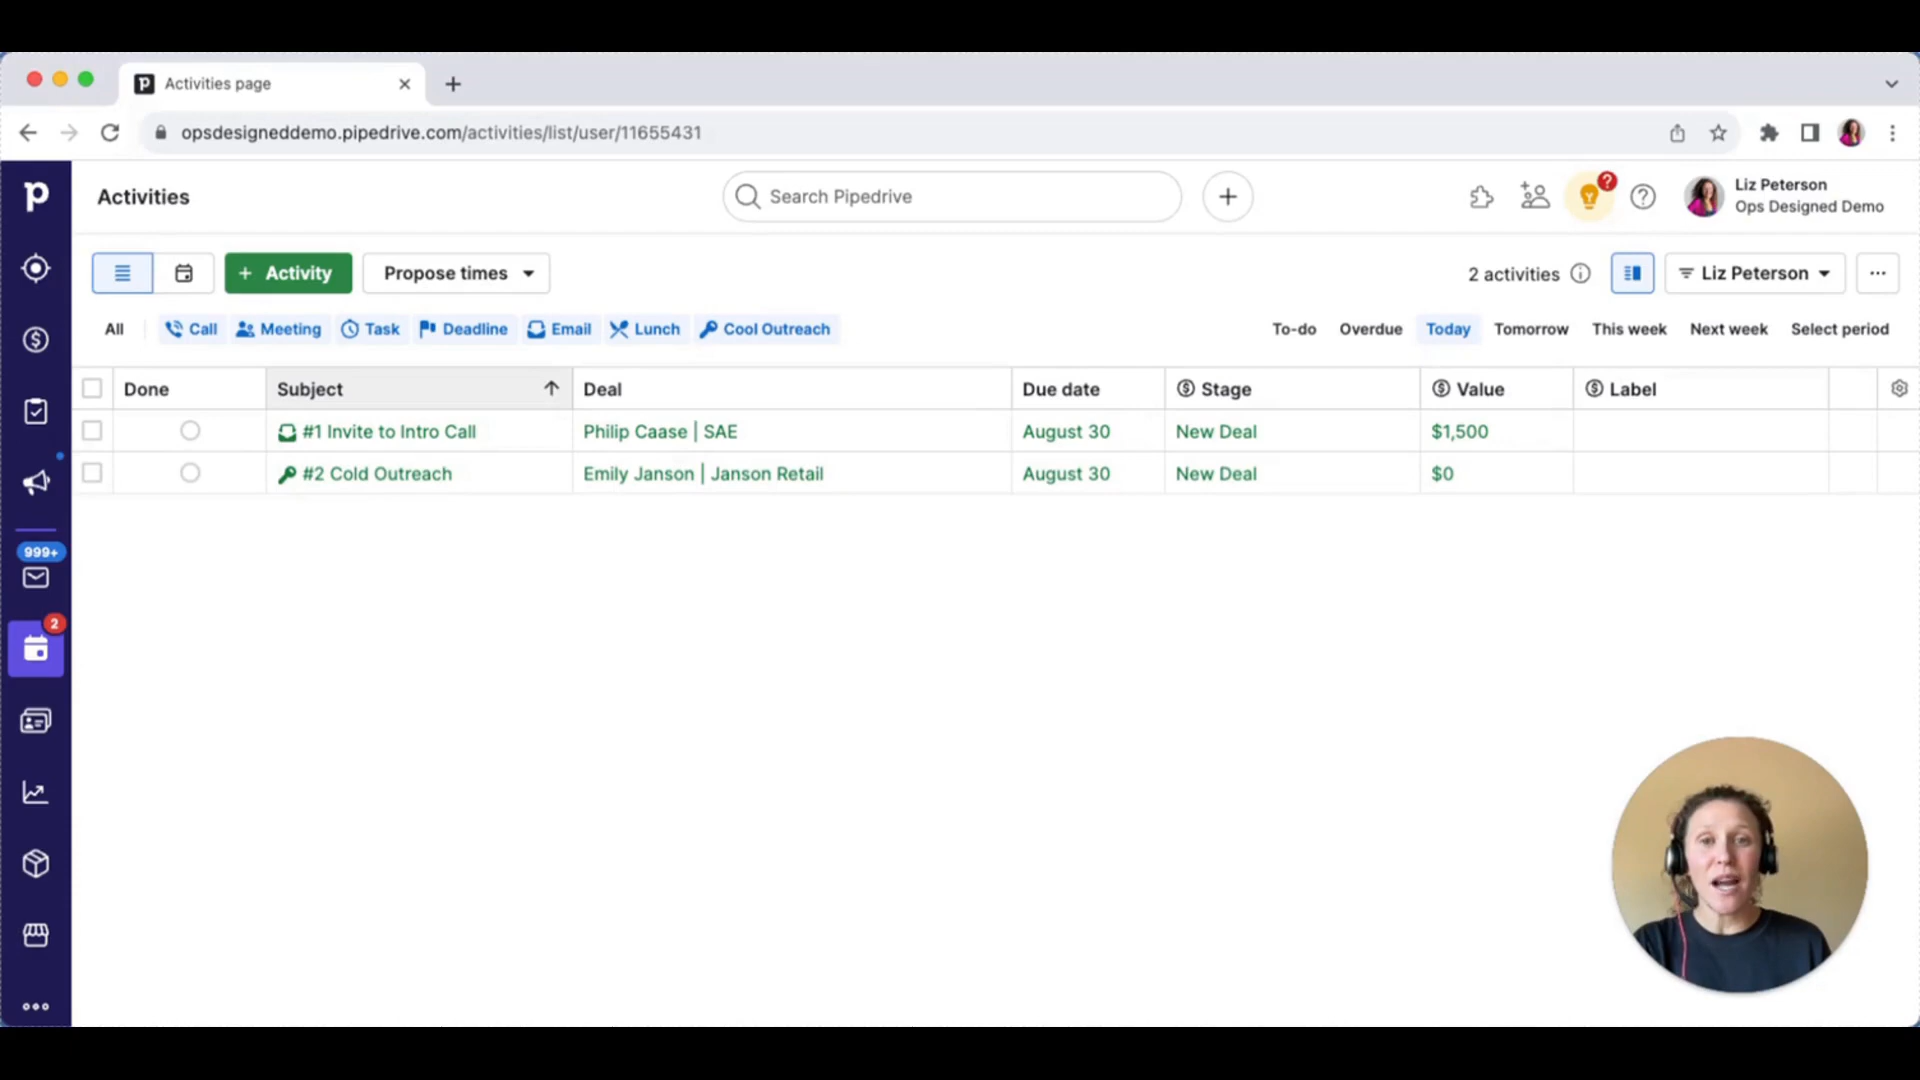 Activities page
opsdesigneddemo.pipedrive.com/activities/list/user/11655431
Activities
Search Pipedrive
?
Liz Peterson
Ops Designed Demo
+ Activity
Propose times
2 activities
Liz Peterson
All Call Meeting Task Deadline Email Lunch Cool Outreach
To-do Overdue Today Tomorrow This week Next week Select period
Done Subject Deal Due date Stage Value Label
#1 Invite to Intro Call Philip Caase | SAE August 30 New Deal $1,500
#2 Cold Outreach Emily Janson | Janson Retail August 30 New Deal $0
999+
2